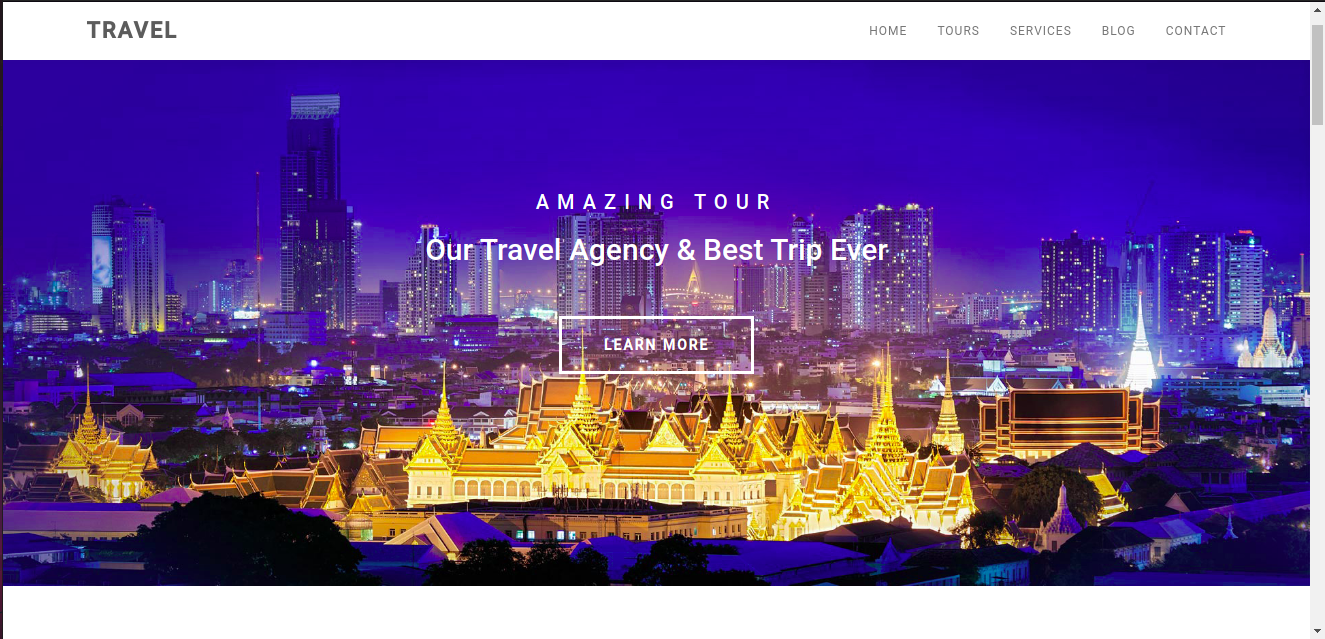 TRAVEL
HOME TOURS SERVICES BLOG CONTACT
AMAZING TOUR
Our Travel Agency & Best Trip Ever
LEARN MORE